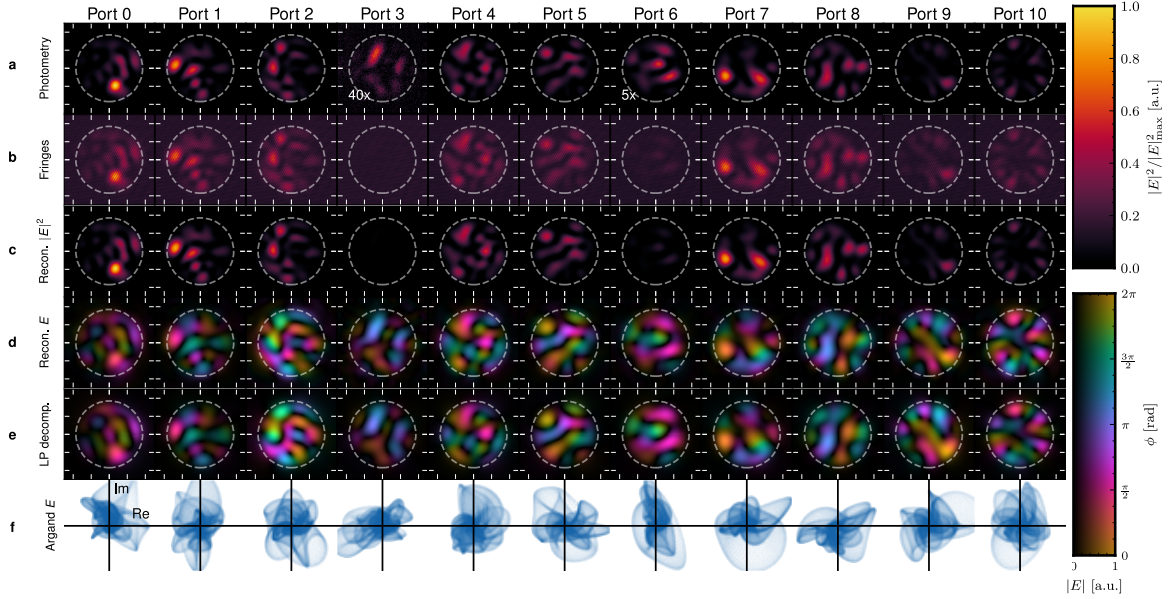 Port 0 Port 1 Port 2 Port 3 Port 4 Port 5 Port 6 Port 7 Port 8 Port 9 Port 10
a Photometry 40x 5x
b Fringes
c Recon. |E|²
d Recon. E
e LP decomp.
f Argand E Im Re
1.0
0.8
0.6
0.4
0.2
0.0
|E|²/|E|²max [a.u.]
2π
3π/2
π
π/2
0
ϕ [rad]
0 1
|E| [a.u.]